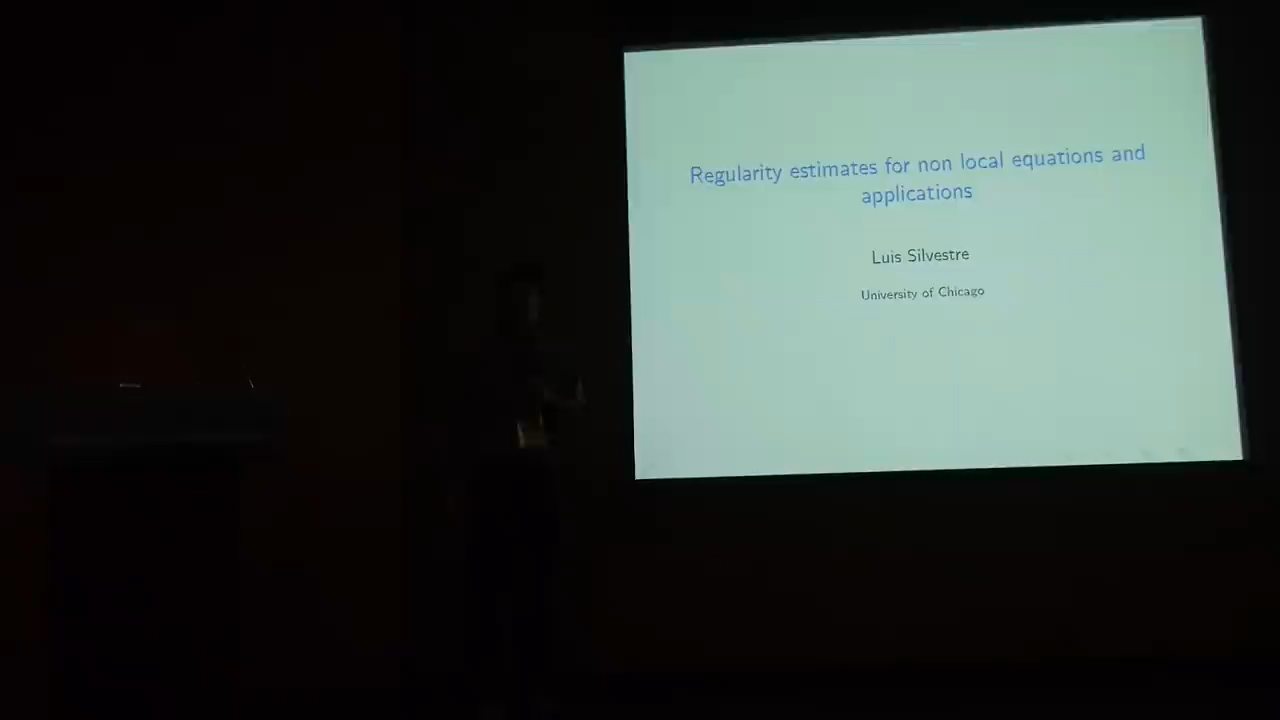 Regularity estimates for non local equations and
applications
Luis Silvestre
University of Chicago